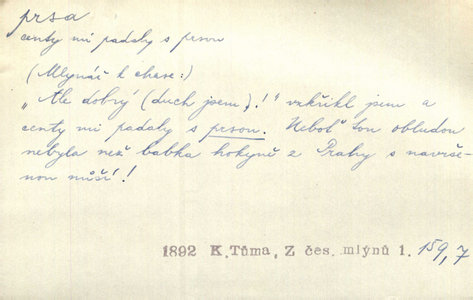 prsa
centy mi padaly s prsou
(Mlynář k chase:)
„Ale dobrý (duch jsem)!" vzkřikl jsem a
centy mi padaly s prsou. Neboť ton obludou
nebyla než babka hokyně z Prahy s navrše-
nou nůší!
1892 K. Tůma, Z čes. mlýnů 1. 159,7